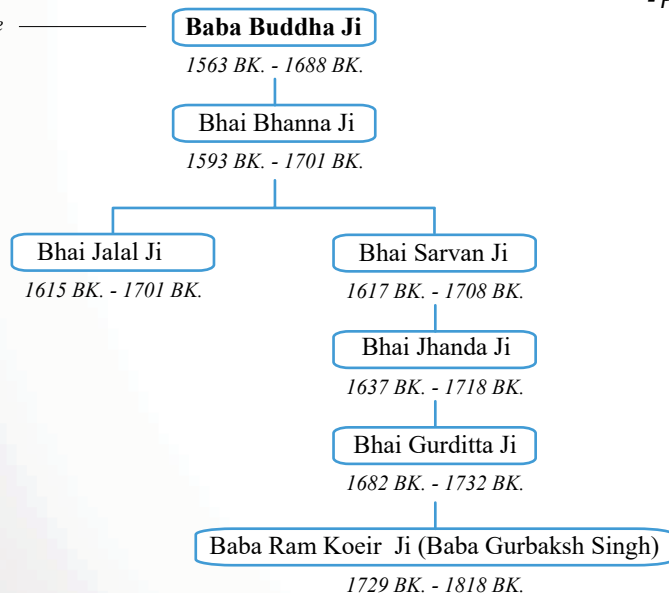 Baba Buddha Ji
1563 BK. - 1688 BK.
Bhai Bhanna Ji
1593 BK. - 1701 BK.
Bhai Jalal Ji
Bhai Sarvan Ji
1615 BK. - 1701 BK.
1617 BK. - 1708 BK.
Bhai Jhanda Ji
1637 BK. - 1718 BK.
Bhai Gurditta Ji
1682 BK. - 1732 BK.
Baba Ram Koeir Ji (Baba Gurbaksh Singh)
1729 BK. - 1818 BK.